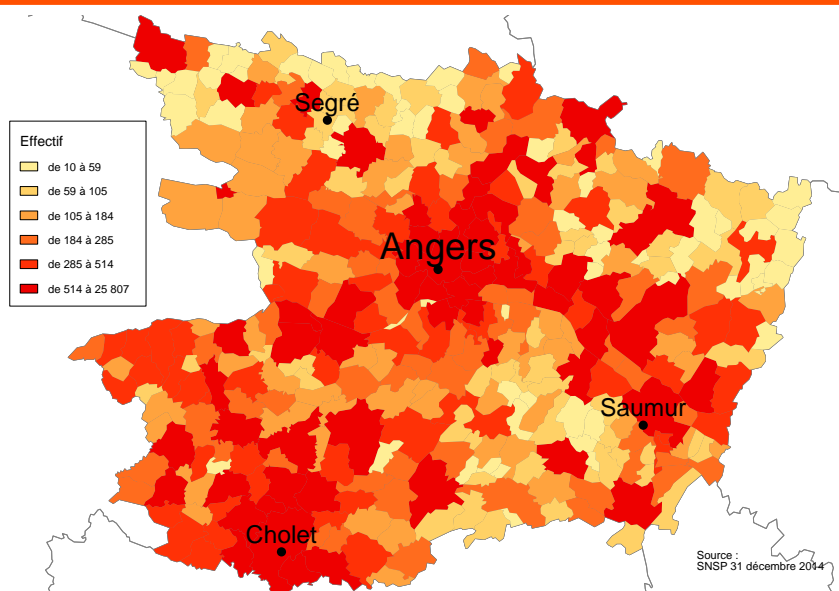 Segré
Effectif
de 10 à 59
de 59 à 105
de 105 à 184
de 184 à 285
de 285 à 514
de 514 à 25 807
Angers
Saumur
Cholet
Source :
SNSP 31 décembre 2014